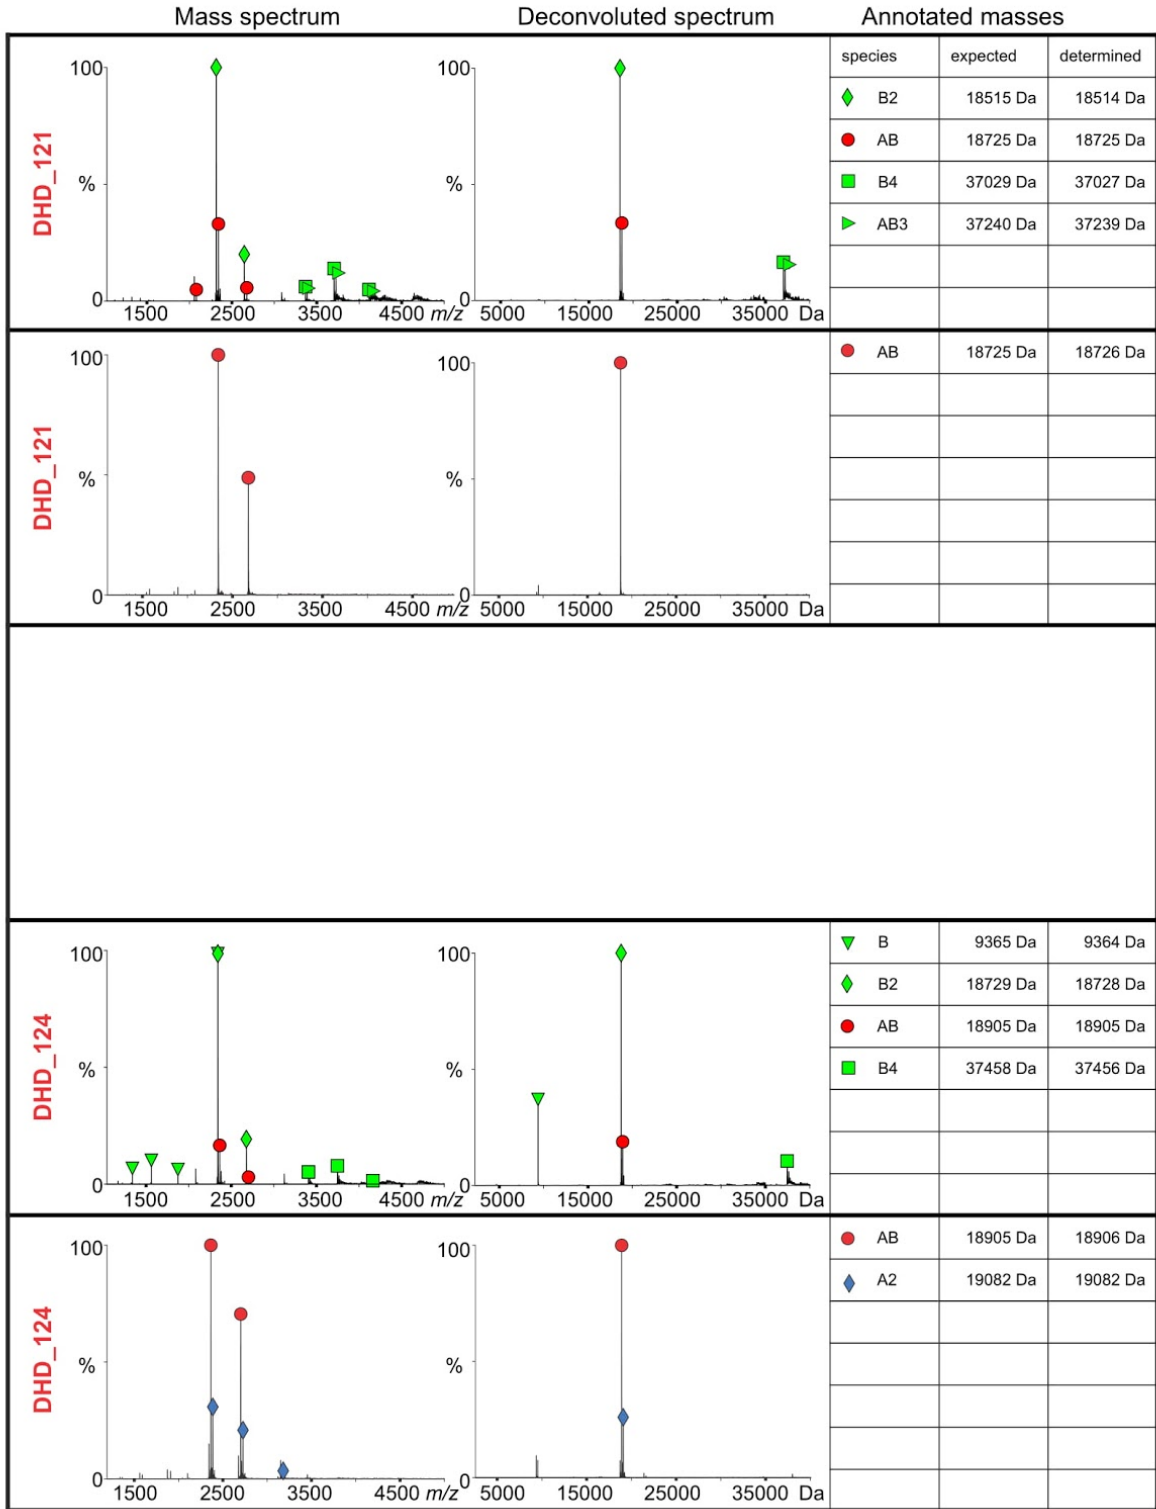 Mass spectrum Deconvoluted spectrum Annotated masses
DHD_121
100
%
0
1500 2500 3500 4500 m/z
100
%
0
5000 15000 25000 35000 Da
species expected determined
B2 18515 Da 18514 Da
AB 18725 Da 18725 Da
B4 37029 Da 37027 Da
AB3 37240 Da 37239 Da
DHD_121
100
%
0
1500 2500 3500 4500 m/z
100
%
0
5000 15000 25000 35000 Da
AB 18725 Da 18726 Da
DHD_124
100
%
0
1500 2500 3500 4500 m/z
100
%
0
5000 15000 25000 35000 Da
B 9365 Da 9364 Da
B2 18729 Da 18728 Da
AB 18905 Da 18905 Da
B4 37458 Da 37456 Da
DHD_124
100
%
0
1500 2500 3500 4500 m/z
100
%
0
5000 15000 25000 35000 Da
AB 18905 Da 18906 Da
A2 19082 Da 19082 Da